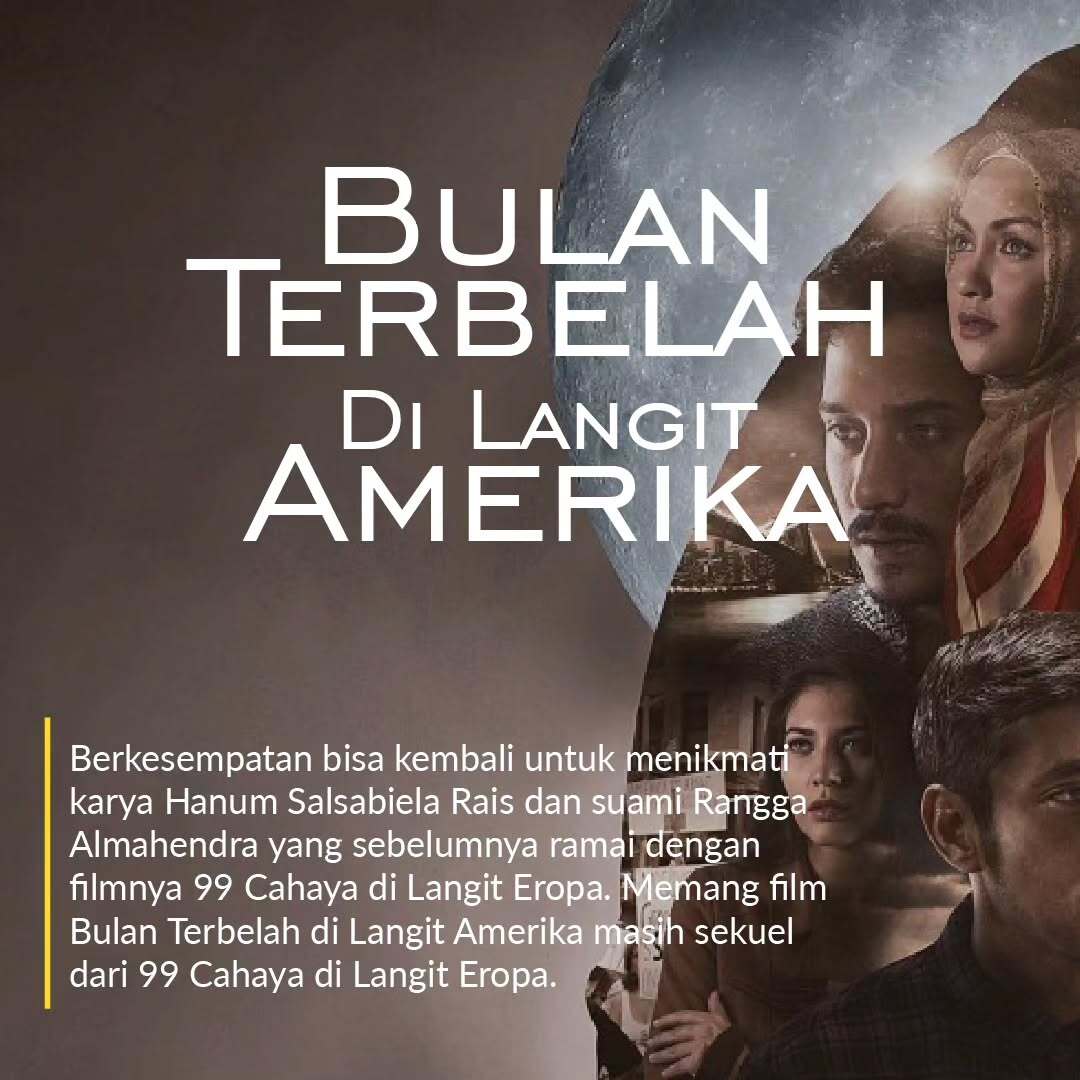 BULAN
TERBELAH
DI LANGIT
AMERIKA
Berkesempatan bisa kembali untuk menikmati
karya Hanum Salsabiela Rais dan suami Rangga
Almahendra yang sebelumnya ramai dengan
filmnya 99 Cahaya di Langit Eropa. Memang film
Bulan Terbelah di Langit Amerika masih sekuel
dari 99 Cahaya di Langit Eropa.